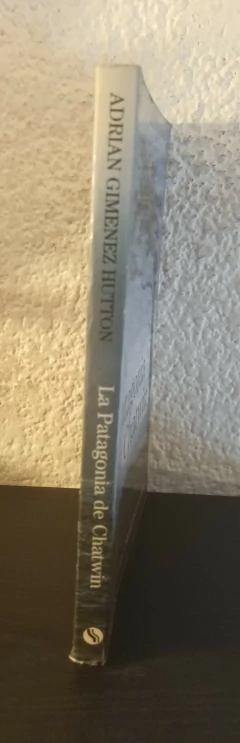 ADRIAN GIMENEZ HUTTON
La Patagonia de Chatwin